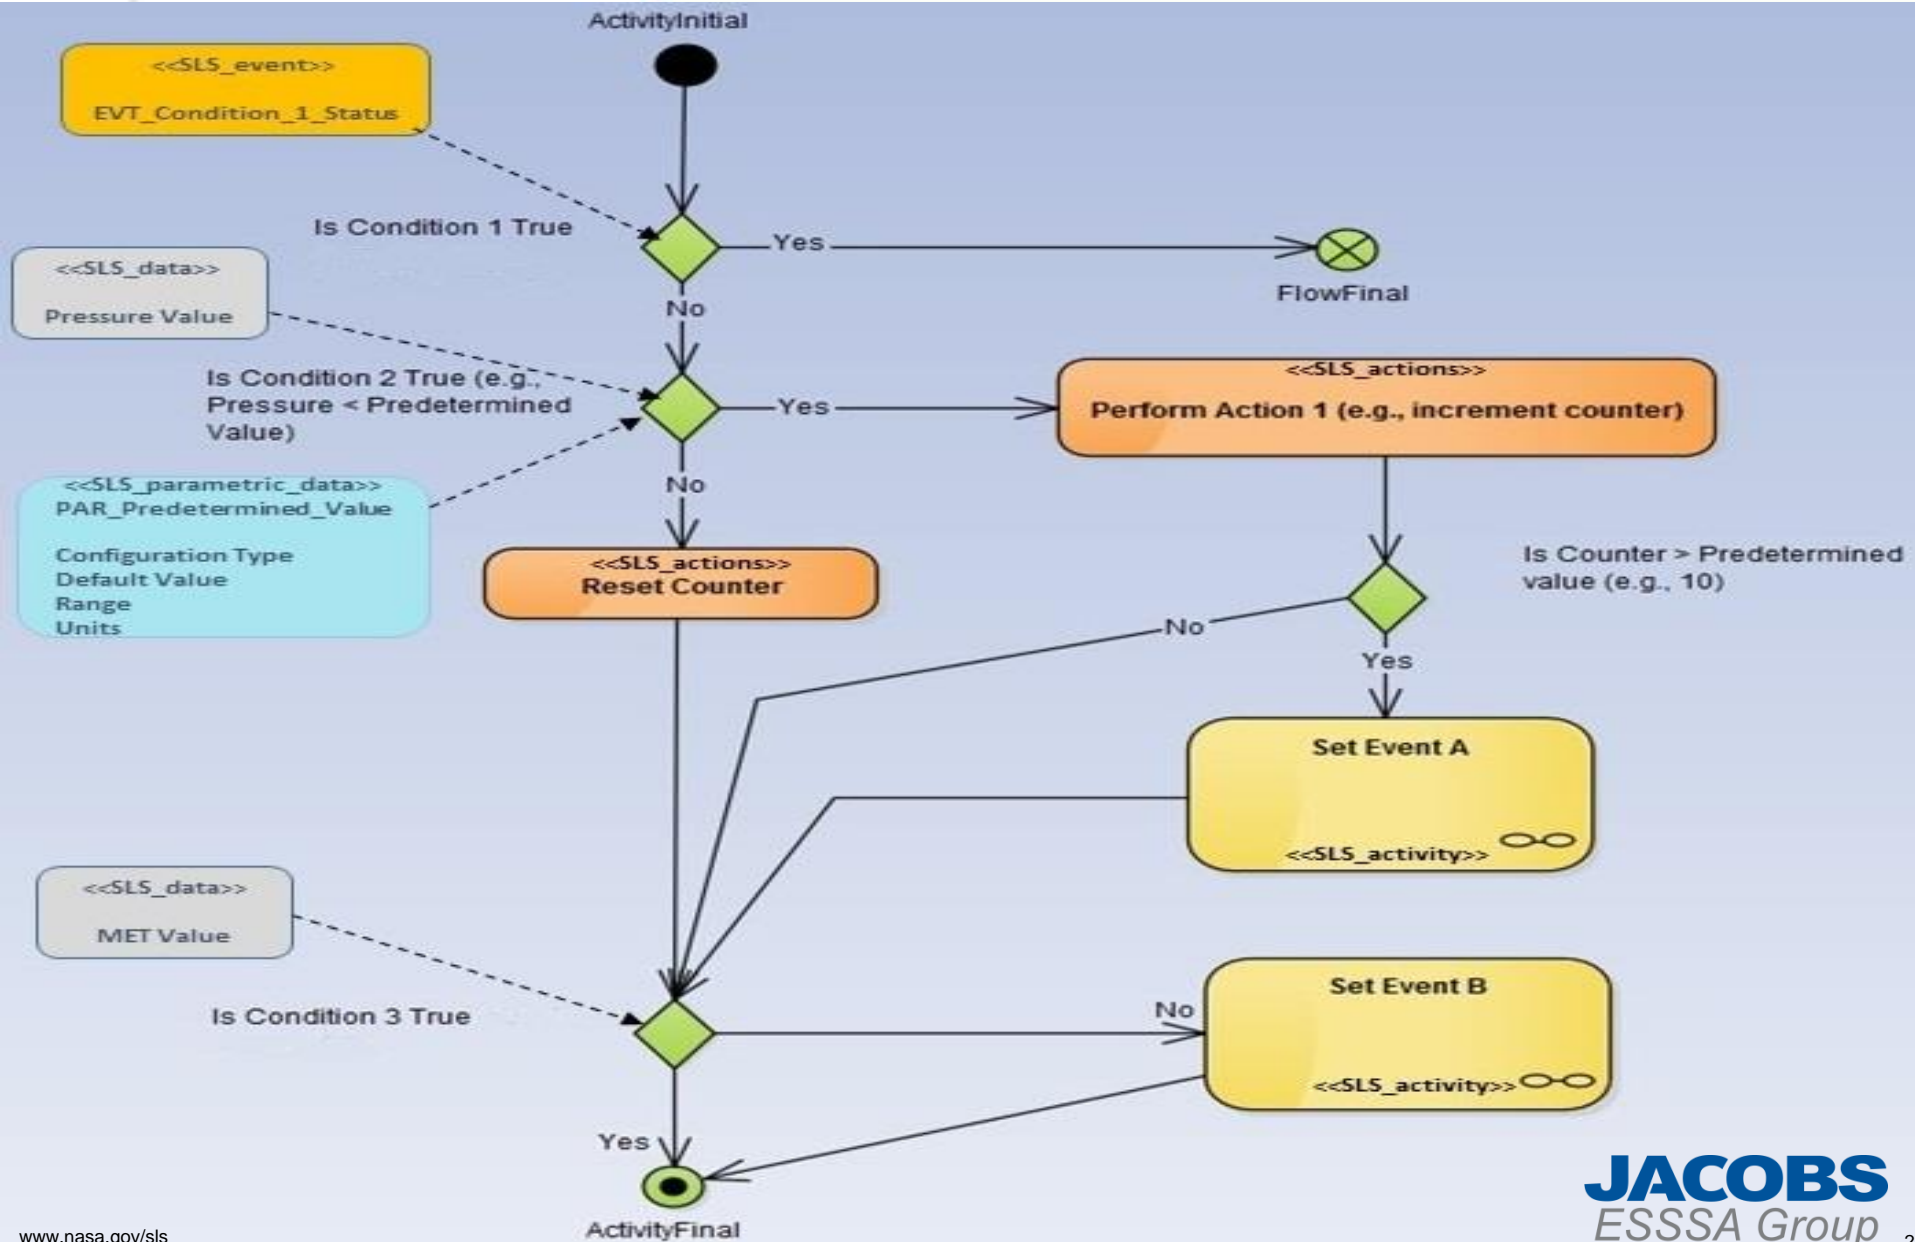 ActivityInitial
<<SLS_event>>
EVT_Condition_1_Status
Is Condition 1 True
Yes
FlowFinal
No
<<SLS_data>>
Pressure Value
Is Condition 2 True (e.g.,
Pressure < Predetermined
Value)
Yes
<<SLS_actions>>
Perform Action 1 (e.g., increment counter)
No
<<SLS_parametric_data>>
PAR_Predetermined_Value
Configuration Type
Default Value
Range
Units
<<SLS_actions>>
Reset Counter
Is Counter > Predetermined
value (e.g., 10)
No
Yes
Set Event A
<<SLS_activity>>
<<SLS_data>>
MET Value
Is Condition 3 True
No
Set Event B
<<SLS_activity>>
Yes
ActivityFinal
JACOBS
ESSSA Group
www.nasa.gov/sls